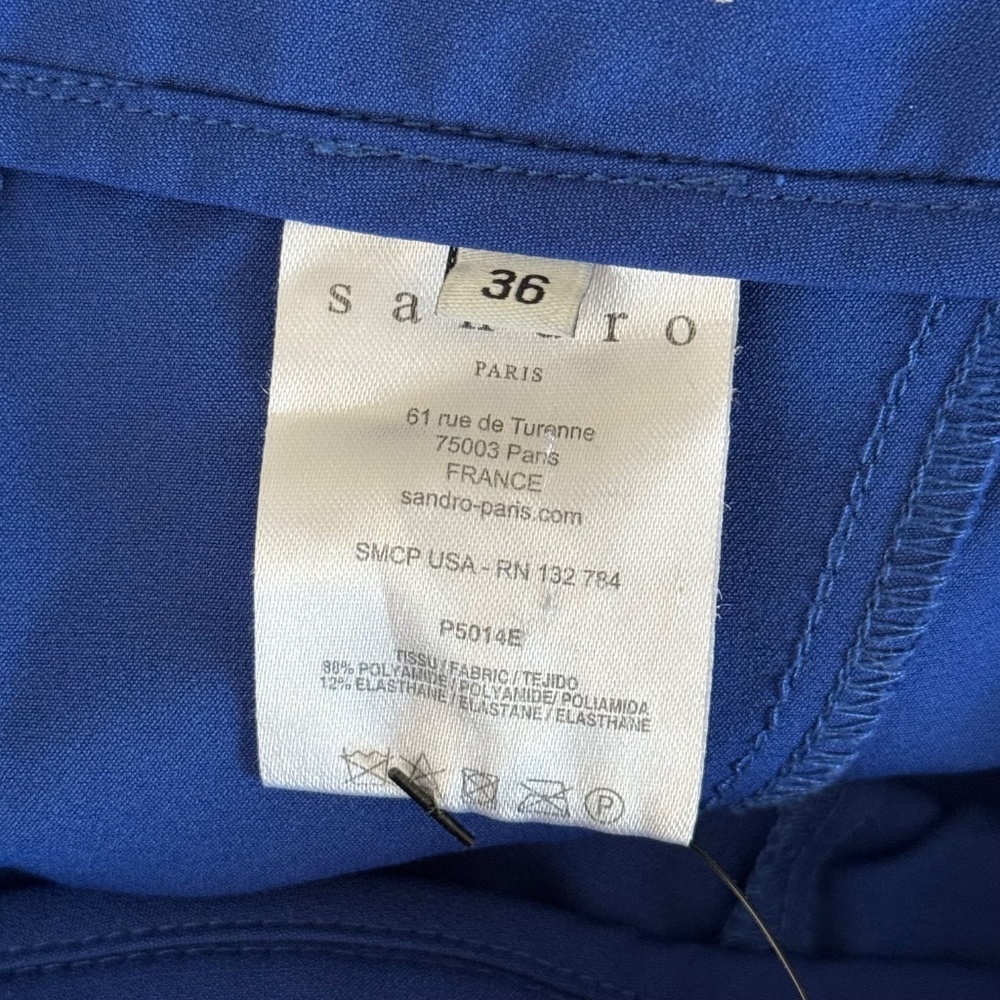 36
sandro
PARIS
61 rue de Turenne
75003 Paris
FRANCE
sandro-paris.com
SMCP USA - RN 132 784
P5014E
TISSU / FABRIC / TEJIDO
88% POLYAMIDE / POLYAMIDE / POLIAMIDA
12% ELASTHANE / ELASTANE / ELASTHANE
P